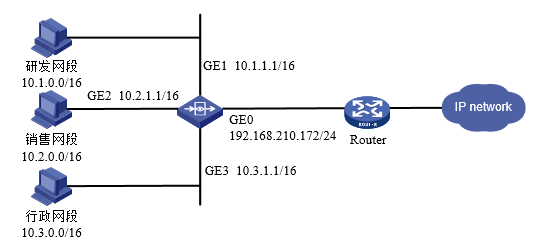 研发网段
10.1.0.0/16
GE1 10.1.1.1/16
GE2 10.2.1.1/16
销售网段
10.2.0.0/16
GE0
192.168.210.172/24
ROUTER
Router
IP network
GE3 10.3.1.1/16
行政网段
10.3.0.0/16